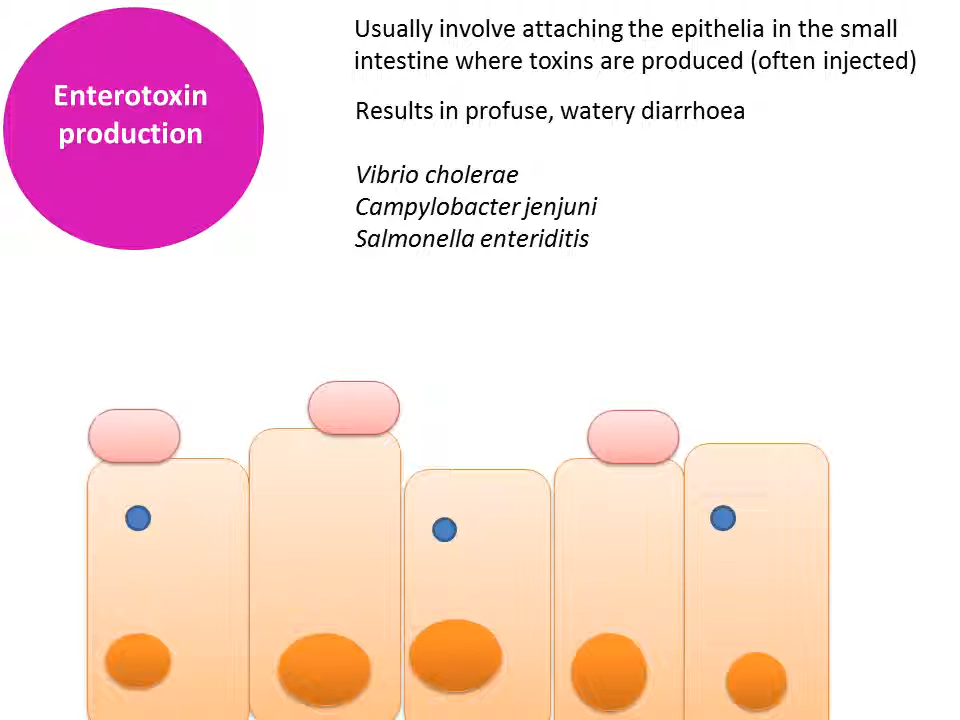 Enterotoxin
production
Usually involve attaching the epithelia in the small
intestine where toxins are produced (often injected)
Results in profuse, watery diarrhoea
Vibrio cholerae
Campylobacter jenjuni
Salmonella enteriditis